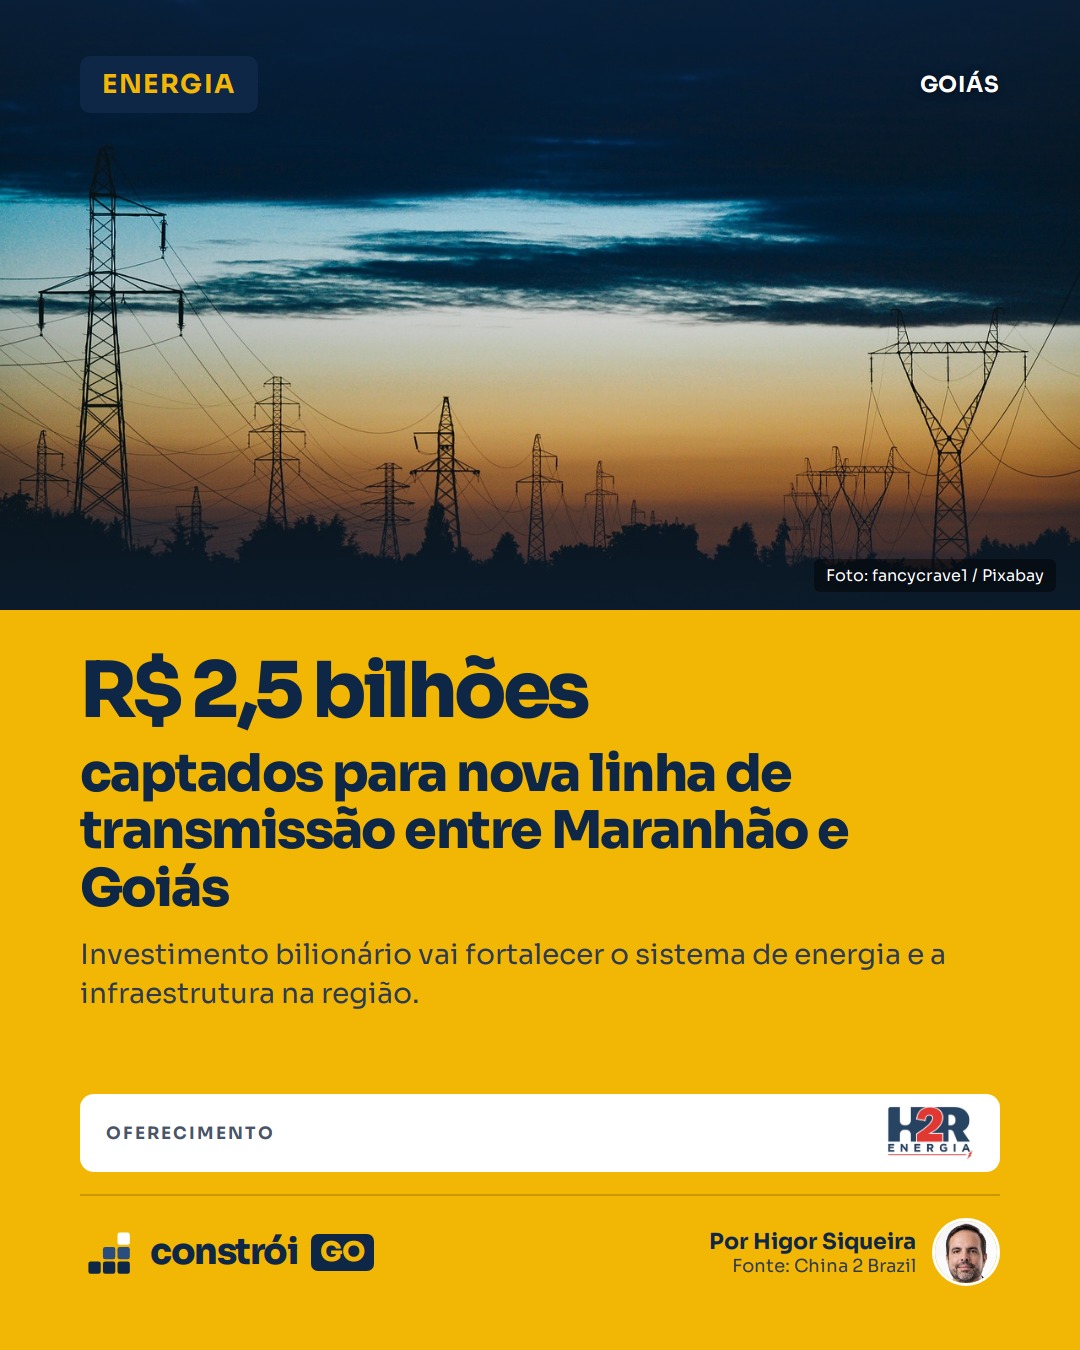 ENERGIA
GOIÁS
Foto: fancycrave1 / Pixabay
R$ 2,5 bilhões
captados para nova linha de
transmissão entre Maranhão e
Goiás
Investimento bilionário vai fortalecer o sistema de energia e a
infraestrutura na região.
OFERECIMENTO
H2R
ENERGIA
constrói GO
Por Higor Siqueira
Fonte: China 2 Brazil